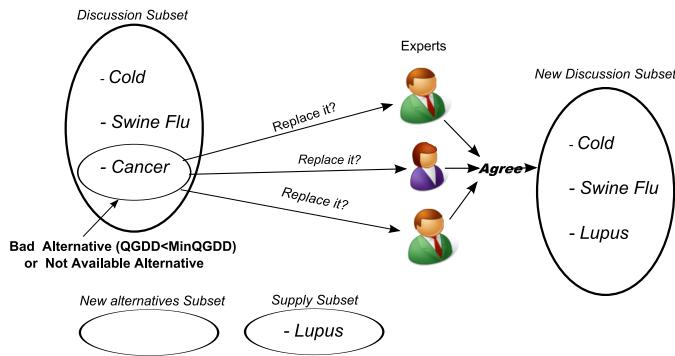 Discussion Subset
- Cold
- Swine Flu
- Cancer
Bad Alternative (QGDD<MinQGDD)
or Not Available Alternative
Replace it?
Replace it?
Replace it?
Experts
Agree
New Discussion Subset
- Cold
- Swine Flu
- Lupus
New alternatives Subset
Supply Subset
- Lupus